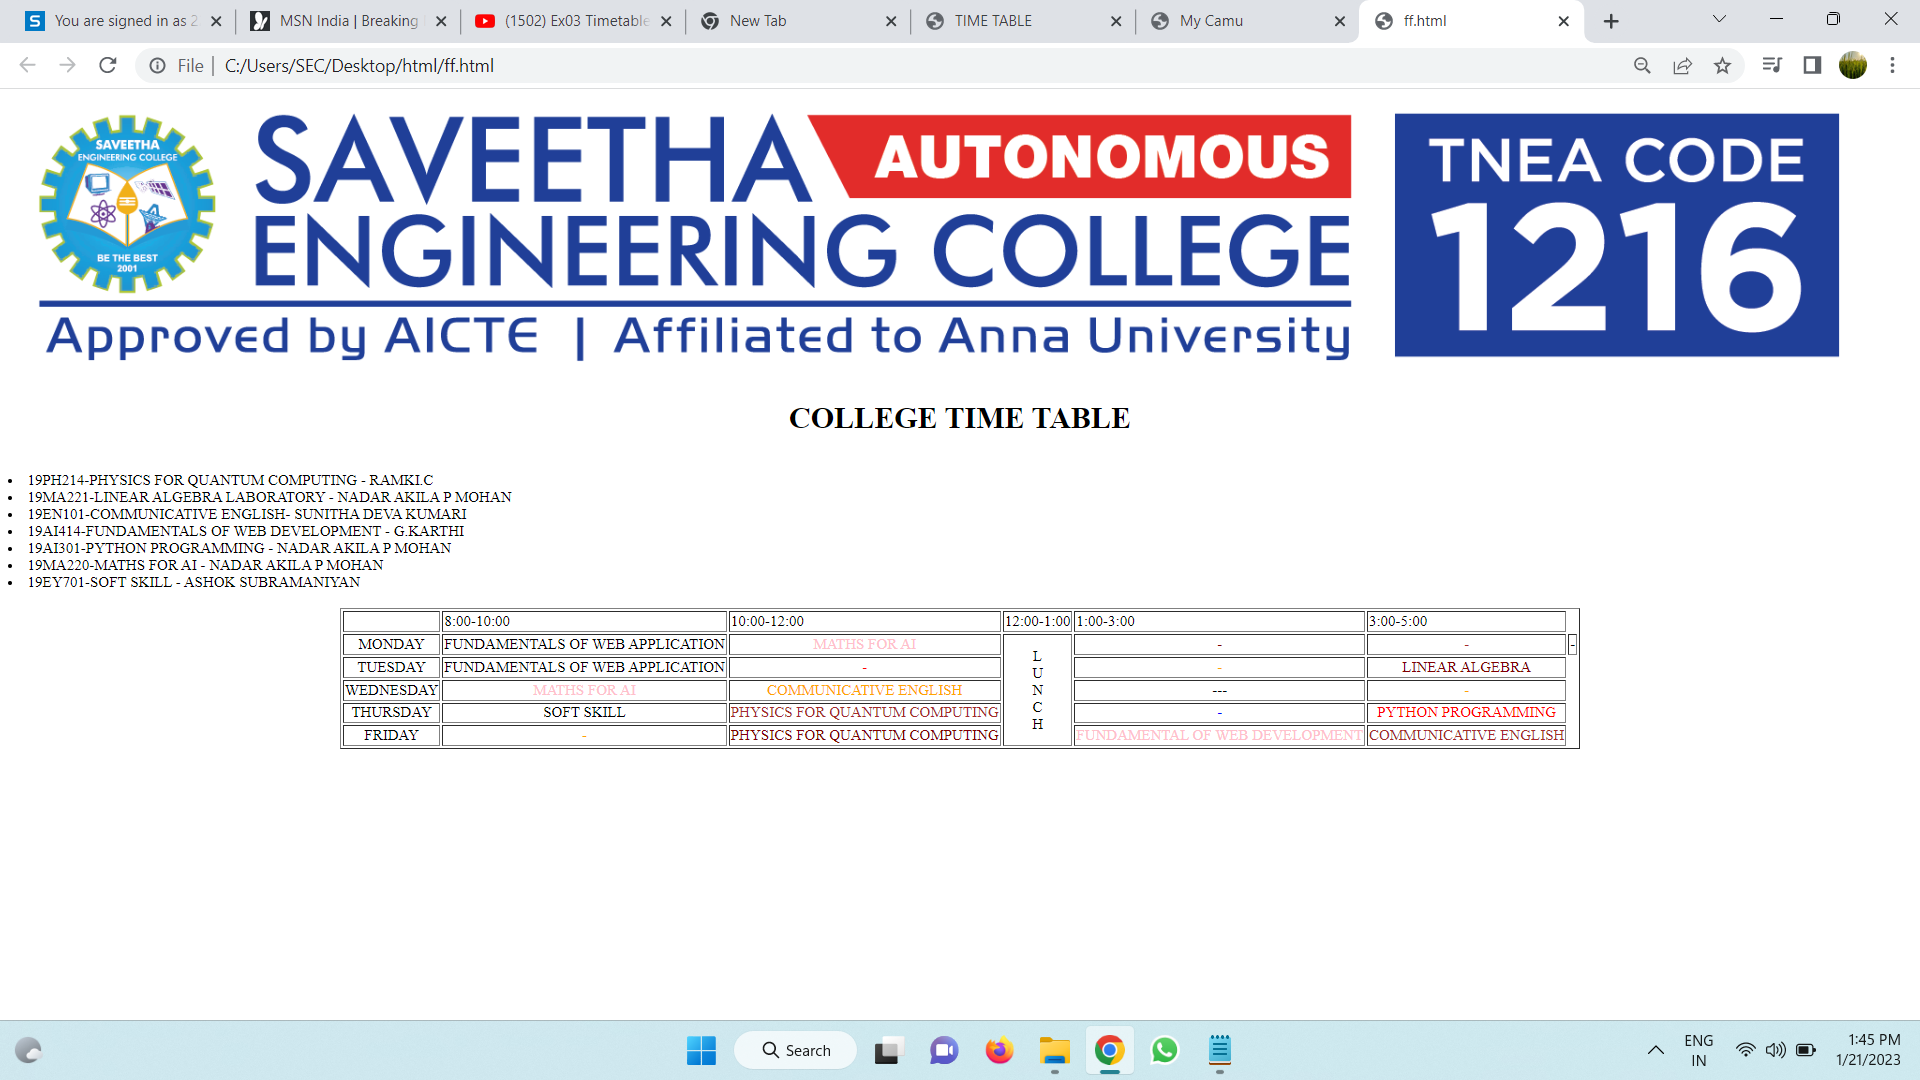 You are signed in as 2
MSN India | Breaking
(1502) Ex03 Timetable
New Tab
TIME TABLE
My Camu
ff.html
File | C:/Users/SEC/Desktop/html/ff.html
SAVEETHA
ENGINEERING COLLEGE
BE THE BEST
2001
SAVEETHA AUTONOMOUS
ENGINEERING COLLEGE
Approved by AICTE | Affiliated to Anna University
TNEA CODE
1216
COLLEGE TIME TABLE
• 19PH214-PHYSICS FOR QUANTUM COMPUTING - RAMKI.C
• 19MA221-LINEAR ALGEBRA LABORATORY - NADAR AKILA P MOHAN
• 19EN101-COMMUNICATIVE ENGLISH- SUNITHA DEVA KUMARI
• 19AI414-FUNDAMENTALS OF WEB DEVELOPMENT - G.KARTHI
• 19AI301-PYTHON PROGRAMMING - NADAR AKILA P MOHAN
• 19MA220-MATHS FOR AI - NADAR AKILA P MOHAN
• 19EY701-SOFT SKILL - ASHOK SUBRAMANIYAN
8:00-10:00 10:00-12:00 12:00-1:00 1:00-3:00 3:00-5:00
MONDAY FUNDAMENTALS OF WEB APPLICATION MATHS FOR AI - - -
L
U
N
C
H
TUESDAY FUNDAMENTALS OF WEB APPLICATION - - LINEAR ALGEBRA
WEDNESDAY MATHS FOR AI COMMUNICATIVE ENGLISH --- -
THURSDAY SOFT SKILL PHYSICS FOR QUANTUM COMPUTING - PYTHON PROGRAMMING
FRIDAY - PHYSICS FOR QUANTUM COMPUTING FUNDAMENTAL OF WEB DEVELOPMENT COMMUNICATIVE ENGLISH
Search
ENG
IN
1:45 PM
1/21/2023